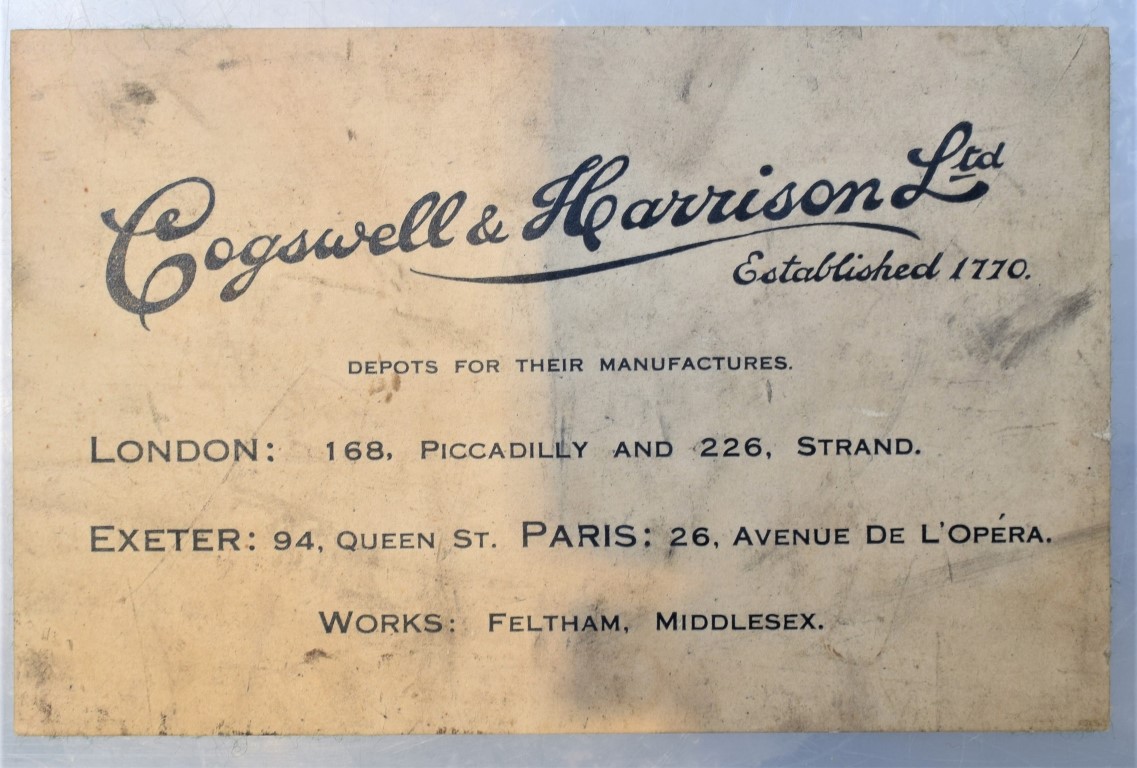 Cogswell & Harrison Ltd
Established 1770.
DEPOTS FOR THEIR MANUFACTURES.
LONDON: 168, PICCADILLY AND 226, STRAND.
EXETER: 94, QUEEN ST. PARIS: 26, AVENUE DE L'OPÉRA.
WORKS: FELTHAM, MIDDLESEX.